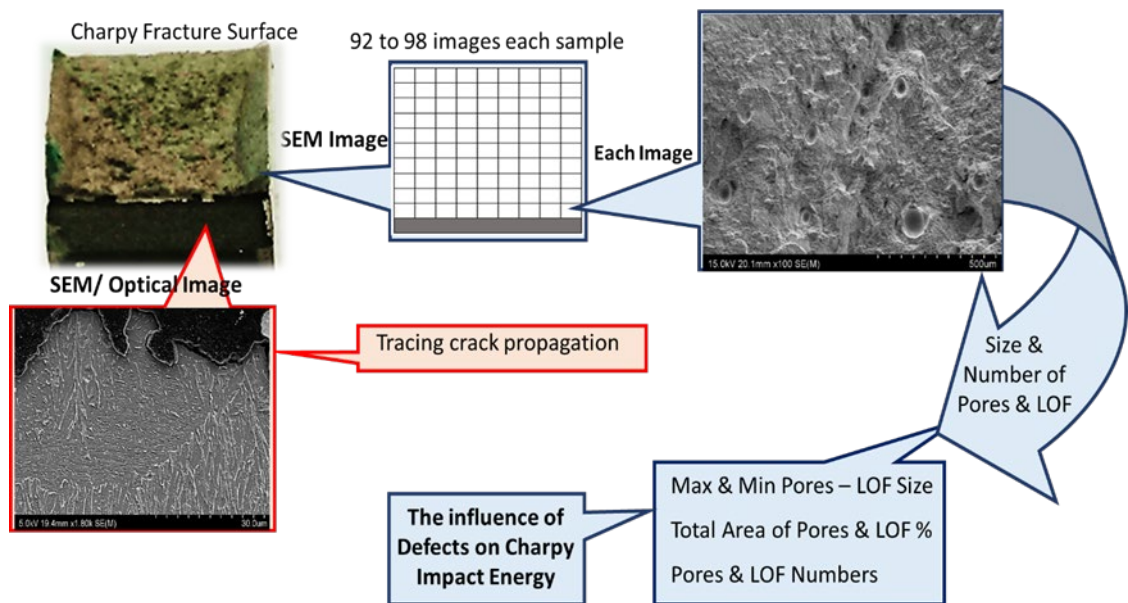 Charpy Fracture Surface
92 to 98 images each sample
SEM Image
Each Image
15.0kV 20.1mm x100 SE(M)
500um
SEM/ Optical Image
5.0kV 19.4mm x1.80k SE(M)
30.0um
Tracing crack propagation
Size &
Number of
Pores & LOF
Max & Min Pores – LOF Size
Total Area of Pores & LOF %
Pores & LOF Numbers
The influence of
Defects on Charpy
Impact Energy